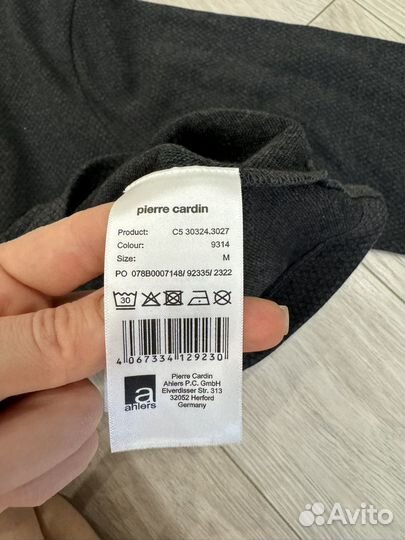 pierre cardin
Product: C5 30324.3027
Colour: 9314
Size: M
PO 078B0007148/ 92335/ 2322
30
4 067334 129230
a
ahlers
Pierre Cardin
Ahlers P.C. GmbH
Elverdisser Str. 313
32052 Herford
Germany
Avito